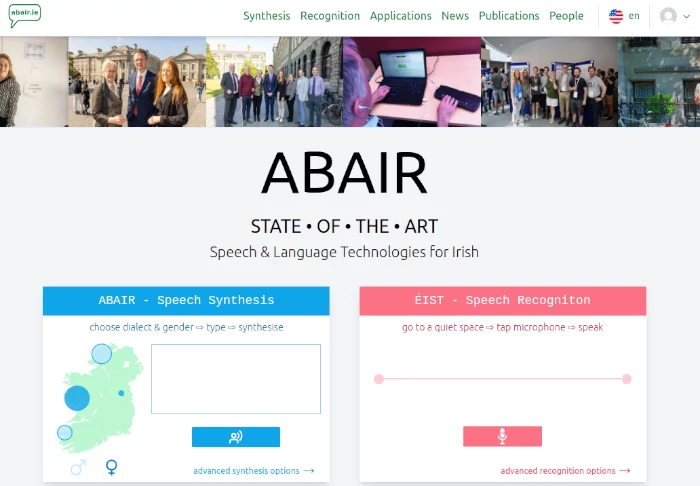 abair.ie
Synthesis Recognition Applications News Publications People en
ABAIR
STATE • OF • THE • ART
Speech & Language Technologies for Irish
ABAIR - Speech Synthesis
choose dialect & gender ⇨ type ⇨ synthesise
advanced synthesis options →
ÉIST - Speech Recogniton
go to a quiet space ⇨ tap microphone ⇨ speak
advanced recognition options →